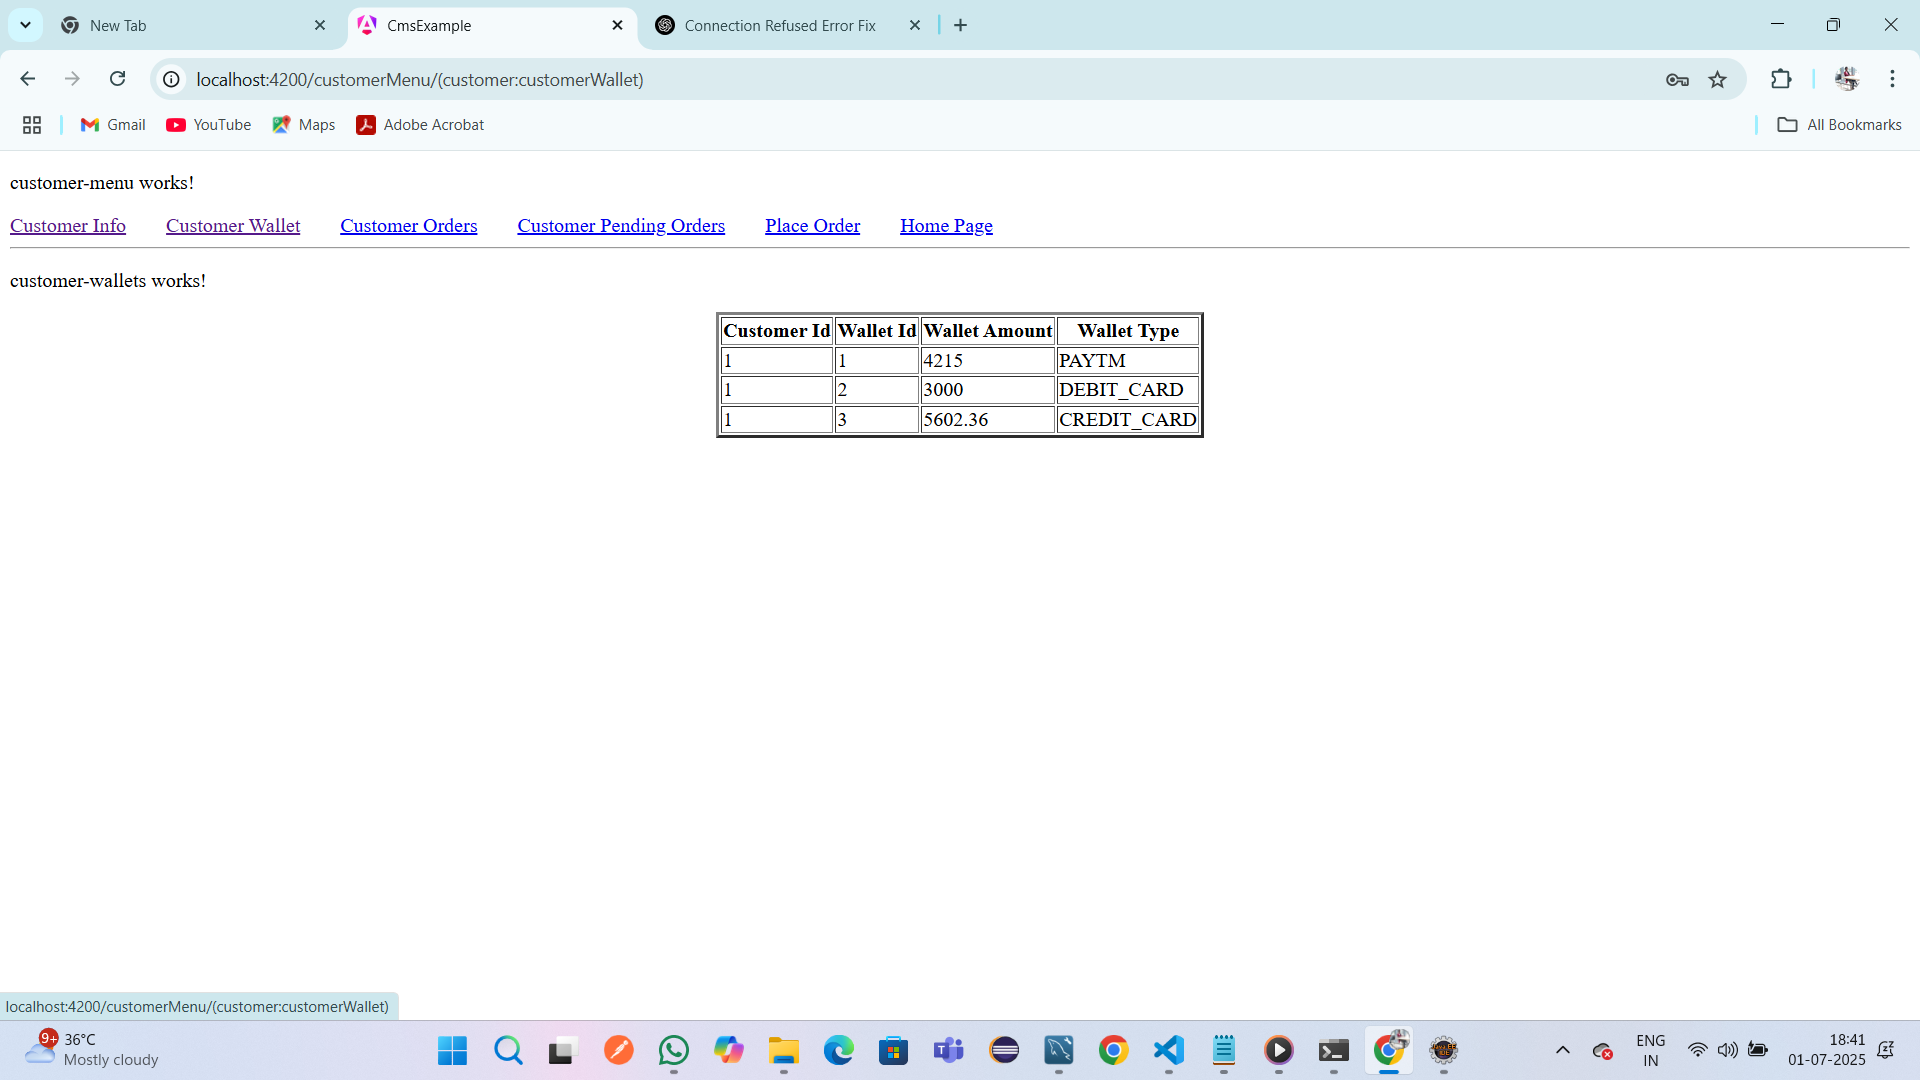 New Tab
CmsExample
Connection Refused Error Fix
localhost:4200/customerMenu/(customer:customerWallet)
Gmail
YouTube
Maps
Adobe Acrobat
All Bookmarks
customer-menu works!
Customer Info Customer Wallet Customer Orders Customer Pending Orders Place Order Home Page
customer-wallets works!
Customer Id Wallet Id Wallet Amount Wallet Type
1 1 4215 PAYTM
1 2 3000 DEBIT_CARD
1 3 5602.36 CREDIT_CARD
localhost:4200/customerMenu/(customer:customerWallet)
9+
36°C
Mostly cloudy
ENG
IN
18:41
01-07-2025